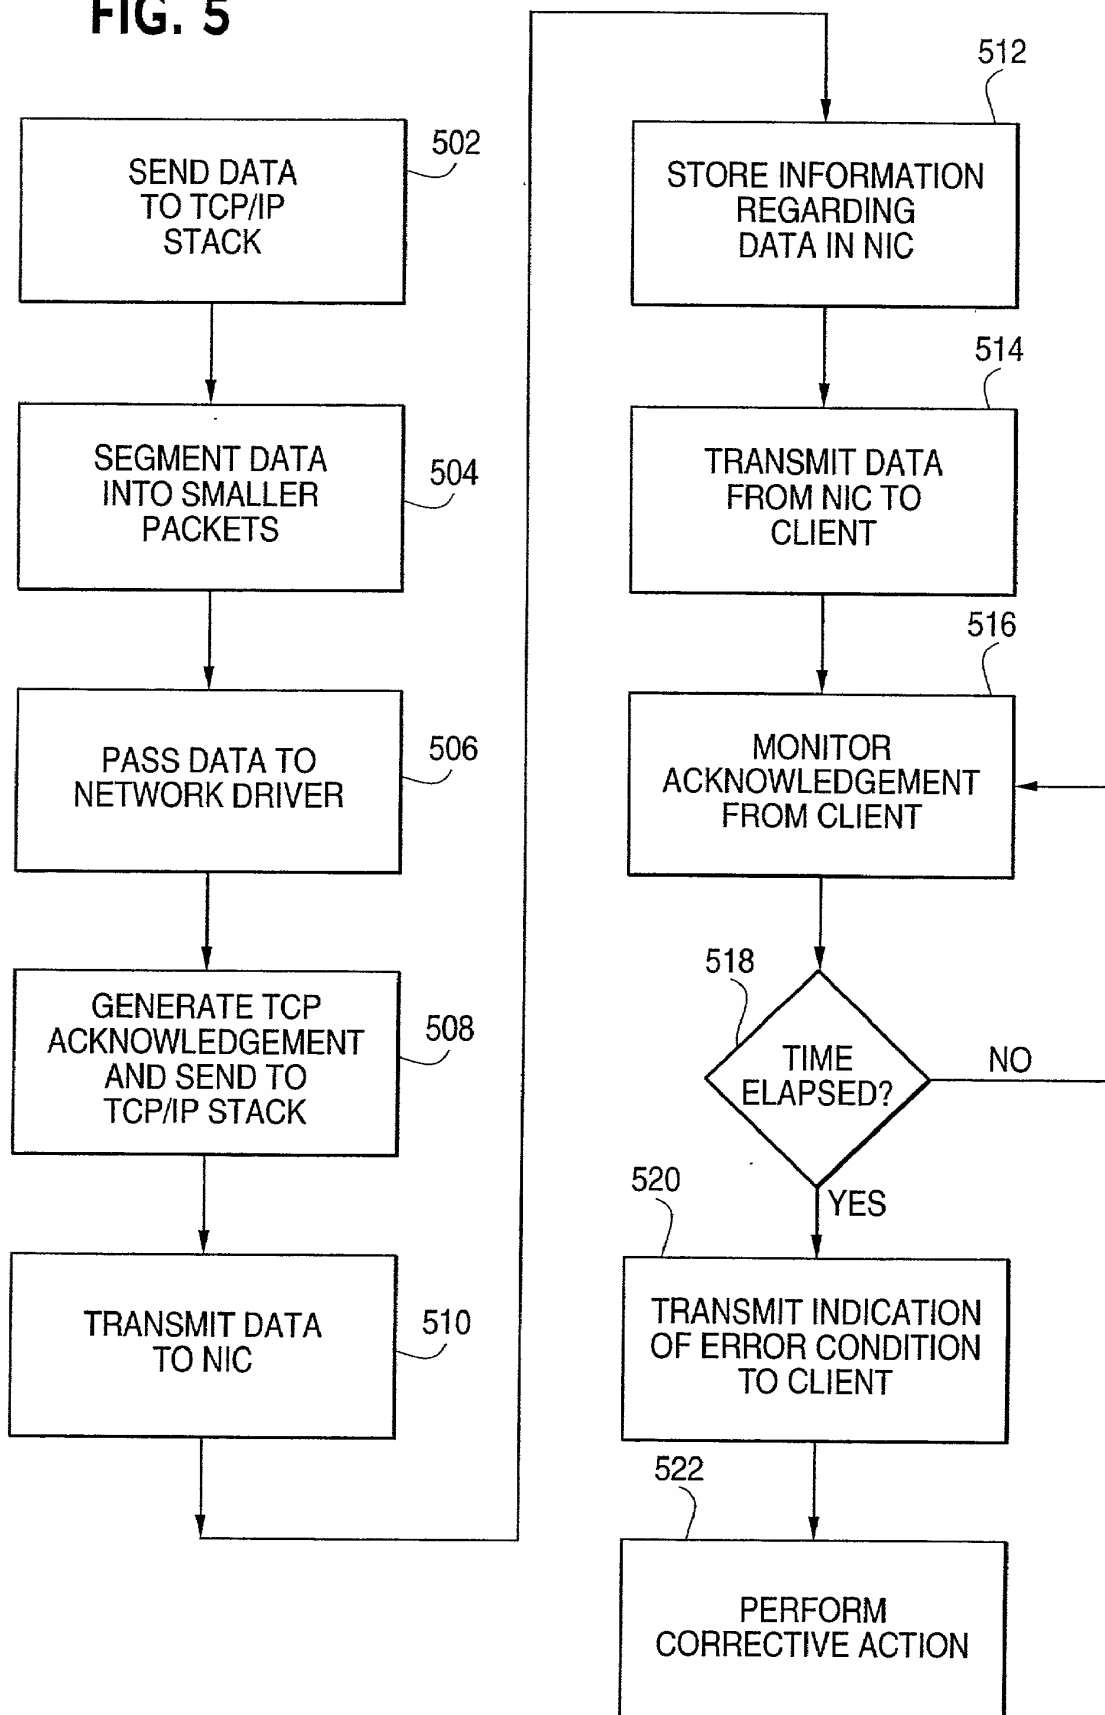 FIG. 5
502
SEND DATA
TO TCP/IP
STACK
504
SEGMENT DATA
INTO SMALLER
PACKETS
506
PASS DATA TO
NETWORK DRIVER
508
GENERATE TCP
ACKNOWLEDGEMENT
AND SEND TO
TCP/IP STACK
510
TRANSMIT DATA
TO NIC
512
STORE INFORMATION
REGARDING
DATA IN NIC
514
TRANSMIT DATA
FROM NIC TO
CLIENT
516
MONITOR
ACKNOWLEDGEMENT
FROM CLIENT
518
TIME
ELAPSED?
NO
YES
520
TRANSMIT INDICATION
OF ERROR CONDITION
TO CLIENT
522
PERFORM
CORRECTIVE ACTION